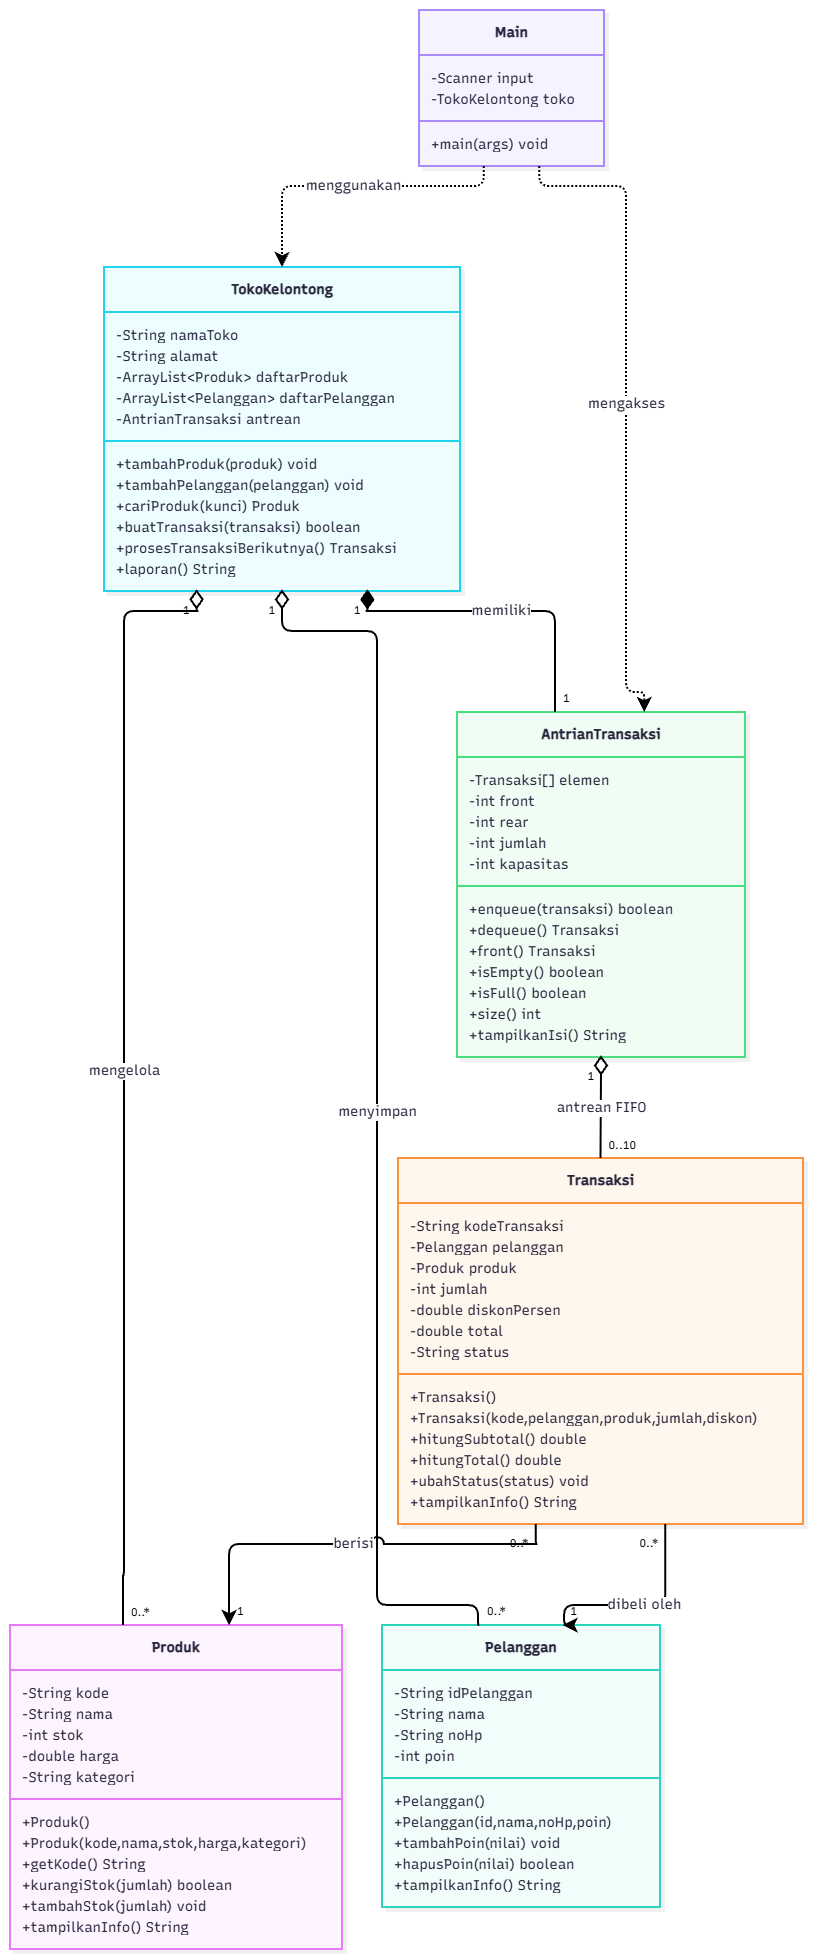 Main
-Scanner input
-TokoKelontong toko
+main(args) void
menggunakan
mengakses
TokoKelontong
-String namaToko
-String alamat
-ArrayList<Produk> daftarProduk
-ArrayList<Pelanggan> daftarPelanggan
-AntrianTransaksi antrean
+tambahProduk(produk) void
+tambahPelanggan(pelanggan) void
+cariProduk(kunci) Produk
+buatTransaksi(transaksi) boolean
+prosesTransaksiBerikutnya() Transaksi
+laporan() String
1
1
1
memiliki
1
AntrianTransaksi
-Transaksi[] elemen
-int front
-int rear
-int jumlah
-int kapasitas
+enqueue(transaksi) boolean
+dequeue() Transaksi
+front() Transaksi
+isEmpty() boolean
+isFull() boolean
+size() int
+tampilkanIsi() String
mengelola
menyimpan
1
antrean FIFO
0..10
Transaksi
-String kodeTransaksi
-Pelanggan pelanggan
-Produk produk
-int jumlah
-double diskonPersen
-double total
-String status
+Transaksi()
+Transaksi(kode,pelanggan,produk,jumlah,diskon)
+hitungSubtotal() double
+hitungTotal() double
+ubahStatus(status) void
+tampilkanInfo() String
berisi
0..*
0..*
dibeli oleh
0..*
1
0..*
1
Produk
-String kode
-String nama
-int stok
-double harga
-String kategori
+Produk()
+Produk(kode,nama,stok,harga,kategori)
+getKode() String
+kurangiStok(jumlah) boolean
+tambahStok(jumlah) void
+tampilkanInfo() String
Pelanggan
-String idPelanggan
-String nama
-String noHp
-int poin
+Pelanggan()
+Pelanggan(id,nama,noHp,poin)
+tambahPoin(nilai) void
+hapusPoin(nilai) boolean
+tampilkanInfo() String